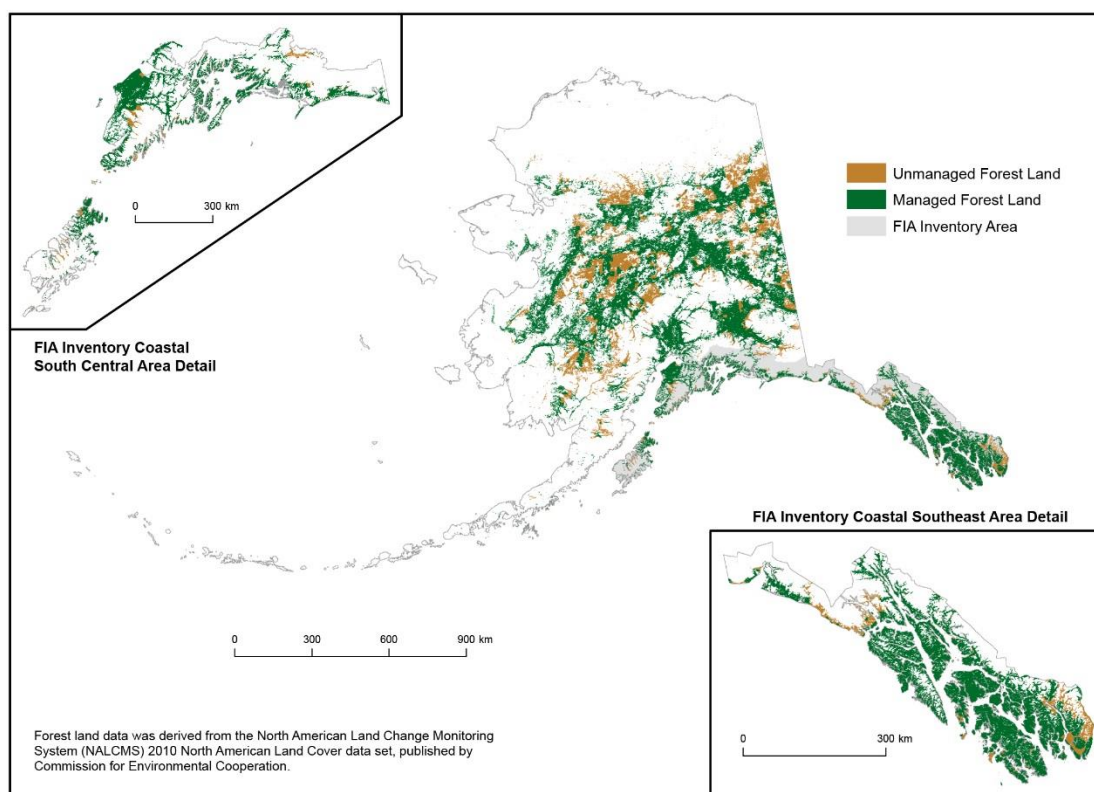 0 300 km
FIA Inventory Coastal
South Central Area Detail
Unmanaged Forest Land
Managed Forest Land
FIA Inventory Area
0 300 600 900 km
FIA Inventory Coastal Southeast Area Detail
0 300 km
Forest land data was derived from the North American Land Change Monitoring
System (NALCMS) 2010 North American Land Cover data set, published by
Commission for Environmental Cooperation.